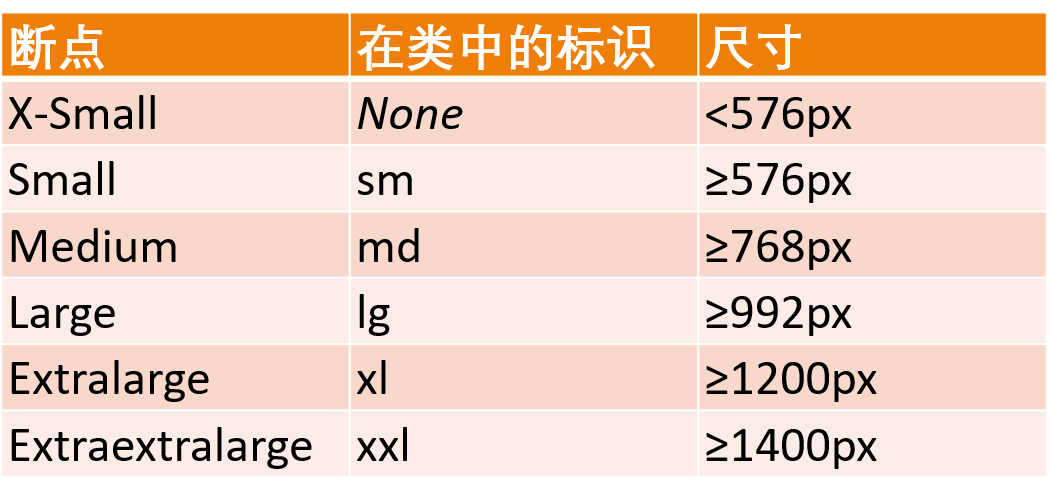 断点 在类中的标识 尺寸
X-Small None <576px
Small sm ≥576px
Medium md ≥768px
Large lg ≥992px
Extralarge xl ≥1200px
Extraextralarge xxl ≥1400px